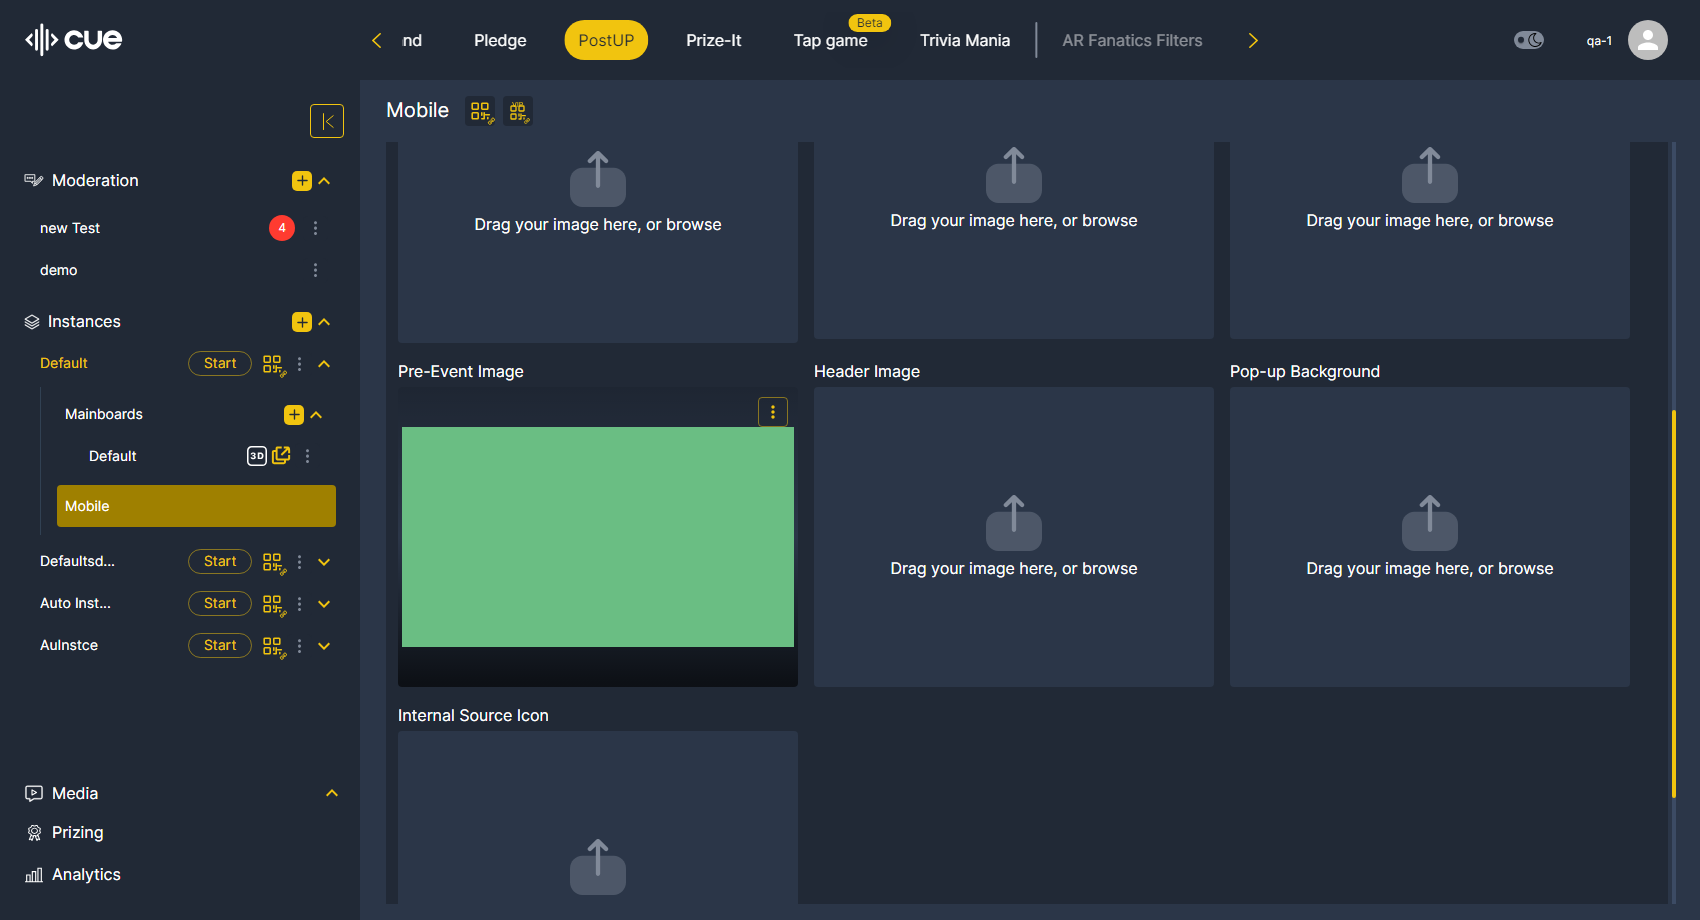 cue
nd
Pledge
PostUP
Prize-It
Tap game
Beta
Trivia Mania
AR Fanatics Filters
qa-1
Mobile
Moderation
new Test
4
demo
Instances
Default
Start
Mainboards
Default
3D
Mobile
Defaultsd...
Start
Auto Inst...
Start
AuInstce
Start
Media
Prizing
Analytics
Drag your image here, or browse
Drag your image here, or browse
Drag your image here, or browse
Pre-Event Image
Header Image
Pop-up Background
Drag your image here, or browse
Drag your image here, or browse
Internal Source Icon